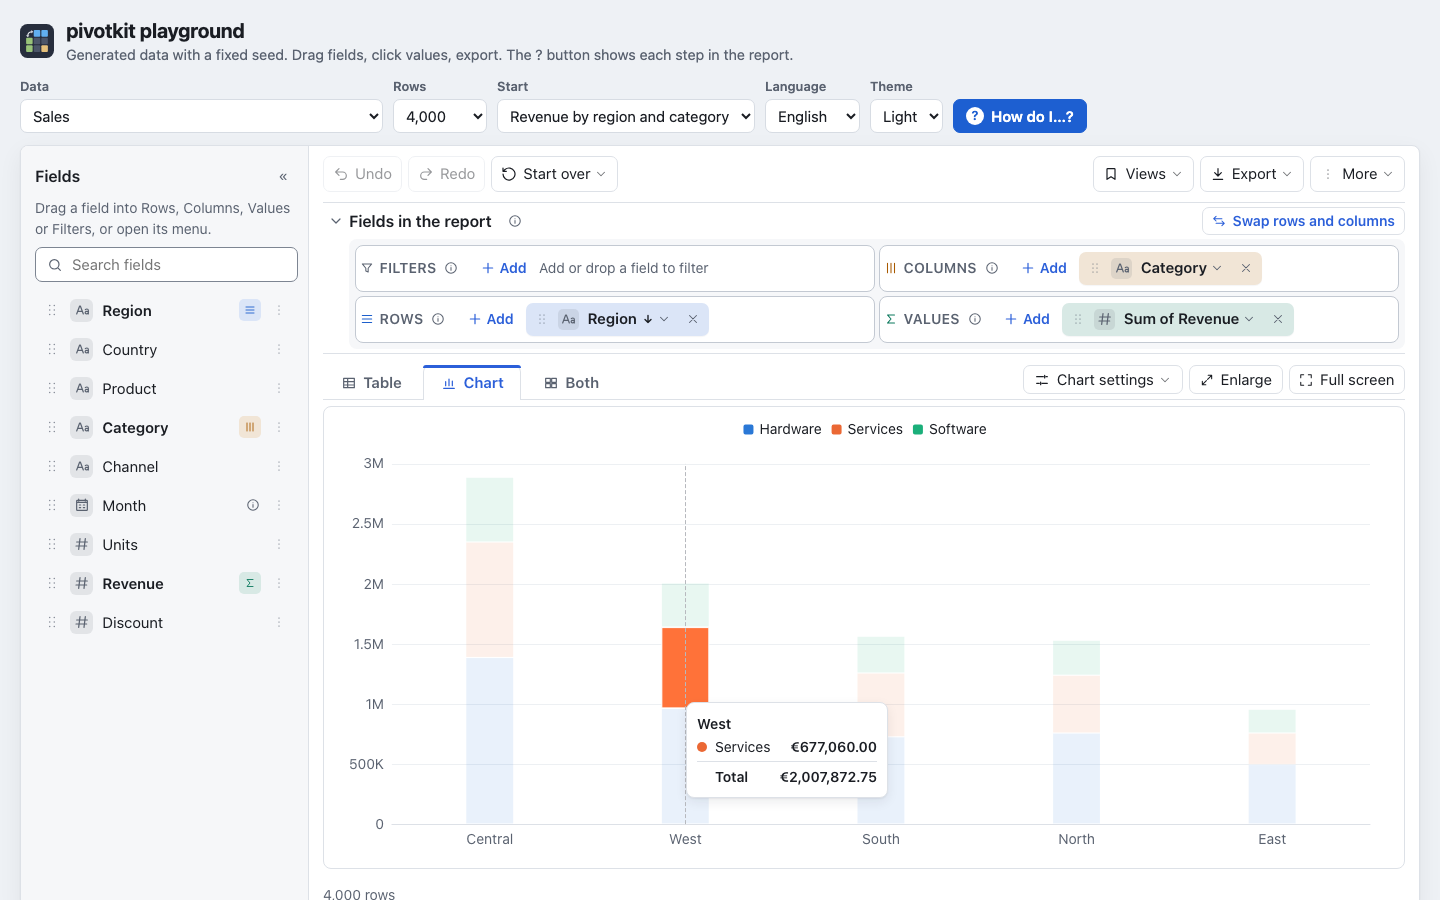 pivotkit playground
Generated data with a fixed seed. Drag fields, click values, export. The ? button shows each step in the report.
Data
Rows
Start
Language
Theme
Sales
4,000
Revenue by region and category
English
Light
? How do I...?
Fields
«
Drag a field into Rows, Columns, Values
or Filters, or open its menu.
Search fields
Aa Region
Aa Country
Aa Product
Aa Category
Aa Channel
Month
# Units
# Revenue Σ
# Discount
Undo
Redo
Start over
Views
Export
More
Fields in the report
Swap rows and columns
FILTERS + Add Add or drop a field to filter
COLUMNS + Add Aa Category ×
ROWS + Add Aa Region ↓ ×
Σ VALUES + Add # Sum of Revenue ×
Table
Chart
Both
Chart settings
Enlarge
Full screen
Hardware Services Software
3M
2.5M
2M
1.5M
1M
500K
0
West
Services €677,060.00
Total €2,007,872.75
Central West South North East
4,000 rows